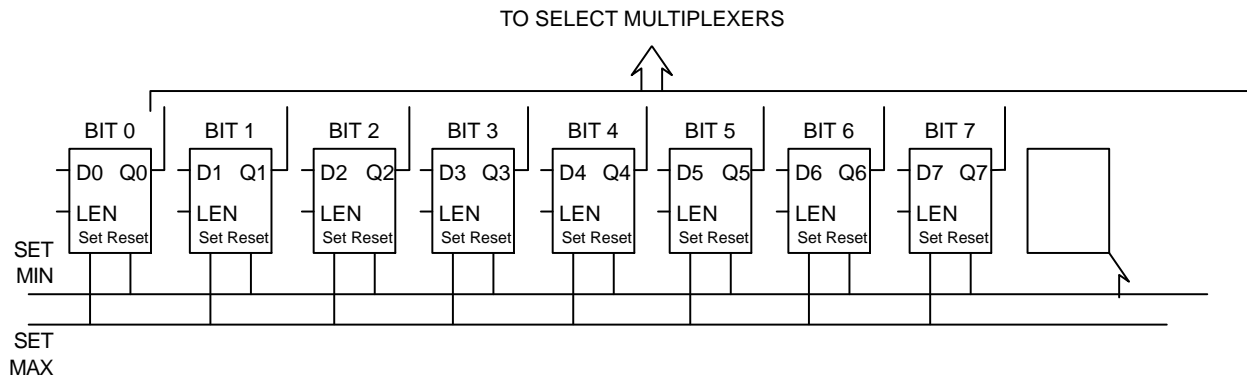 TO SELECT MULTIPLEXERS
BIT 0 BIT 1 BIT 2 BIT 3 BIT 4 BIT 5 BIT 6 BIT 7
D0 Q0 D1 Q1 D2 Q2 D3 Q3 D4 Q4 D5 Q5 D6 Q6 D7 Q7
LEN LEN LEN LEN LEN LEN LEN LEN
Set Reset Set Reset Set Reset Set Reset Set Reset Set Reset Set Reset Set Reset
SET
MIN
SET
MAX